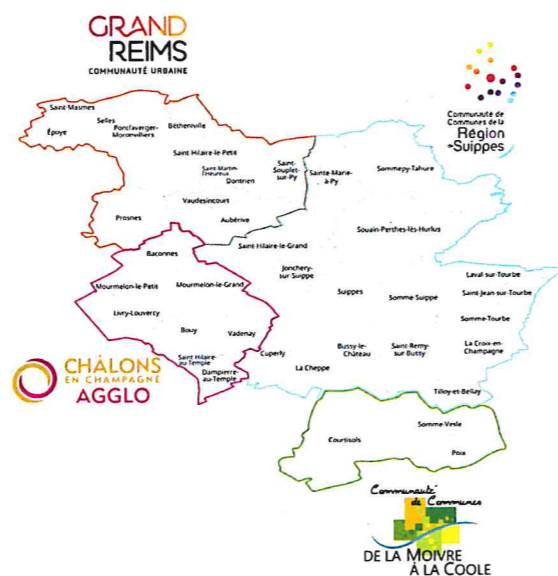 GRAND
REIMS
COMMUNAUTÉ URBAINE
Communauté de
Communes de la
Région
Suippes
Saint-Masmes
Selles
Époye
Pontfaverger-
Moronvilliers
Bétheniville
Saint Hilaire le Petit
Saint-Martin-
l'Heureux
Dontrien
Saint-
Souplet-
sur-Py
Sainte-Marie-
à-Py
Sommepy-Tahure
Vaudesincourt
Prosnes
Aubérive
Souain-Perthes-lès-Hurlus
Saint-Hilaire-le-Grand
Baconnes
Jonchery-
sur-Suippe
Laval-sur-Tourbe
Mourmelon-le-Petit
Mourmelon-le-Grand
Suippes
Somme-Suippe
Saint-Jean-sur-Tourbe
Livry-Louvercy
Somme-Tourbe
Bouy
Vadenay
Bussy-le-
Château
Saint-Remy-
sur-Bussy
La Croix-en-
Champagne
Cuperly
Saint Hilaire
au Temple
Dampierre-
au-Temple
La Cheppe
Tilloy-et-Bellay
CHÂLONS
EN CHAMPAGNE
AGGLO
Somme-Vesle
Courtisols
Poix
Communauté
de Communes
DE LA MOIVRE
À LA COOLE